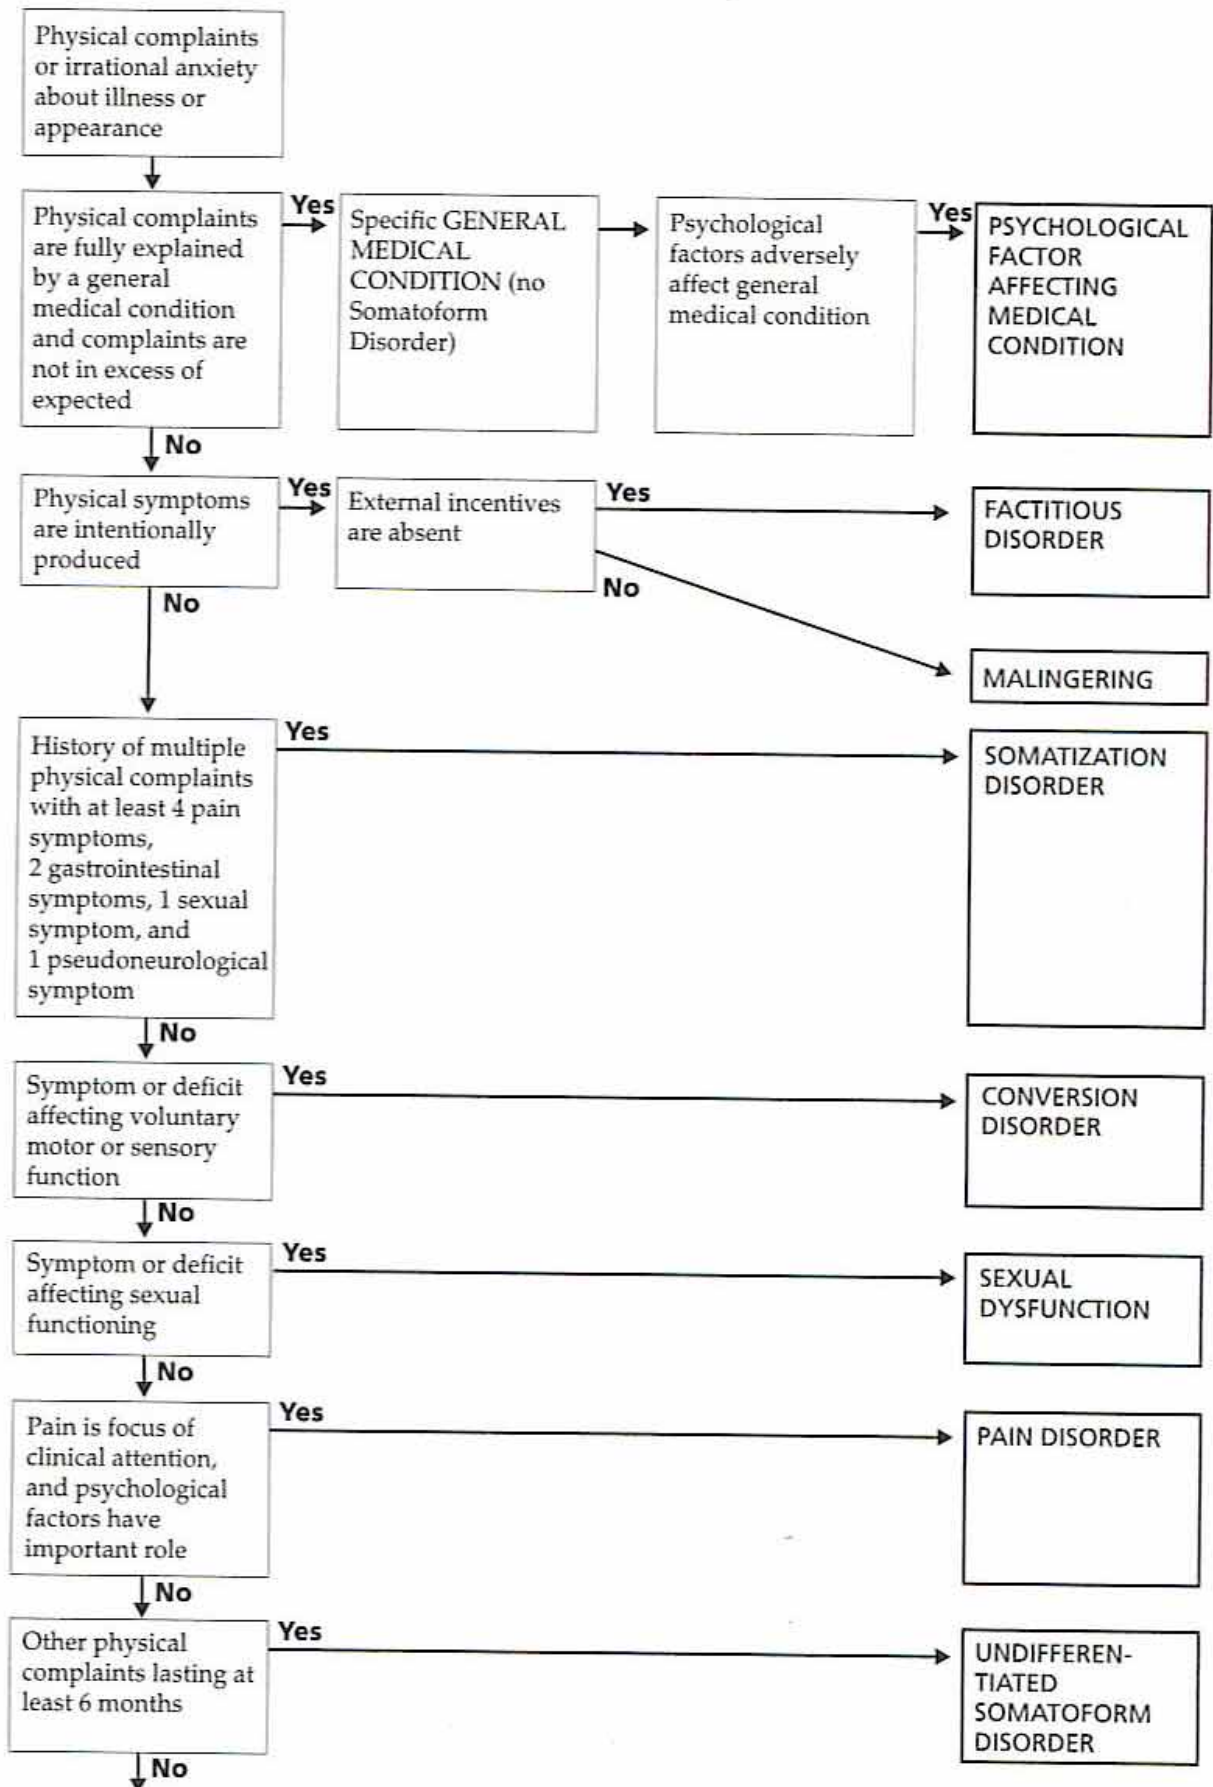 Physical complaints
or irrational anxiety
about illness or
appearance
Physical complaints
are fully explained
by a general
medical condition
and complaints are
not in excess of
expected
Yes
Specific GENERAL
MEDICAL
CONDITION (no
Somatoform
Disorder)
Psychological
factors adversely
affect general
medical condition
Yes
PSYCHOLOGICAL
FACTOR
AFFECTING
MEDICAL
CONDITION
No
Physical symptoms
are intentionally
produced
Yes
External incentives
are absent
Yes
FACTITIOUS
DISORDER
No
No
MALINGERING
History of multiple
physical complaints
with at least 4 pain
symptoms,
2 gastrointestinal
symptoms, 1 sexual
symptom, and
1 pseudoneurological
symptom
Yes
SOMATIZATION
DISORDER
No
Symptom or deficit
affecting voluntary
motor or sensory
function
Yes
CONVERSION
DISORDER
No
Symptom or deficit
affecting sexual
functioning
Yes
SEXUAL
DYSFUNCTION
No
Pain is focus of
clinical attention,
and psychological
factors have
important role
Yes
PAIN DISORDER
No
Other physical
complaints lasting at
least 6 months
Yes
UNDIFFEREN-
TIATED
SOMATOFORM
DISORDER
No